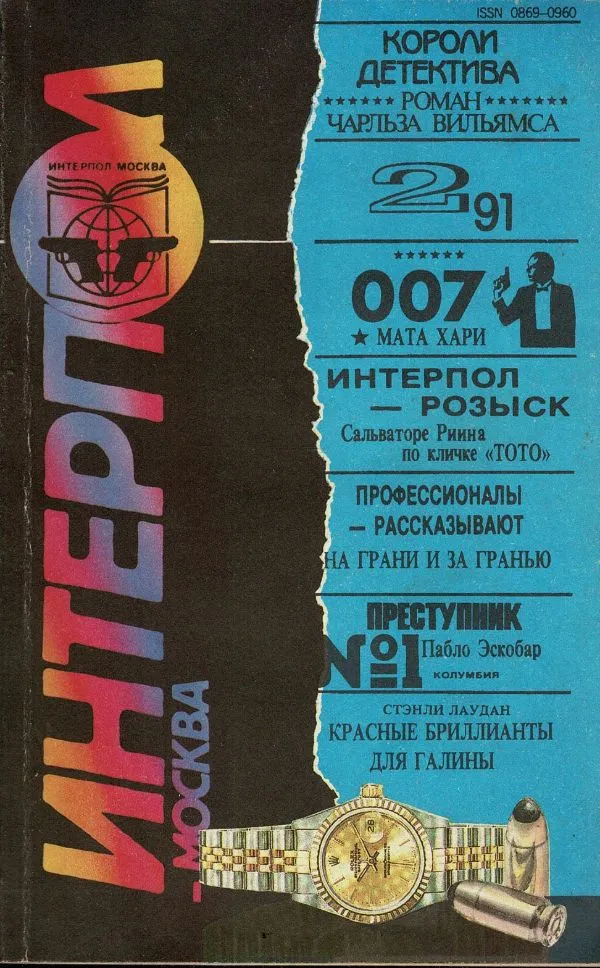 ISSN 0869-0960
КОРОЛИ
ДЕТЕКТИВА
РОМАН
ЧАРЛЬЗА ВИЛЬЯМСА
2 91
007
МАТА ХАРИ
ИНТЕРПОЛ
— РОЗЫСК
Сальваторе Риина
по кличке «ТОТО»
ПРОФЕССИОНАЛЫ
— РАССКАЗЫВАЮТ
НА ГРАНИ И ЗА ГРАНЬЮ
ПРЕСТУПНИК
№1 Пабло Эскобар
КОЛУМБИЯ
СТЭНЛИ ЛАУДАН
КРАСНЫЕ БРИЛЛИАНТЫ
ДЛЯ ГАЛИНЫ
ИНТЕРПОЛ
– МОСКВА
ИНТЕРПОЛ МОСКВА
28